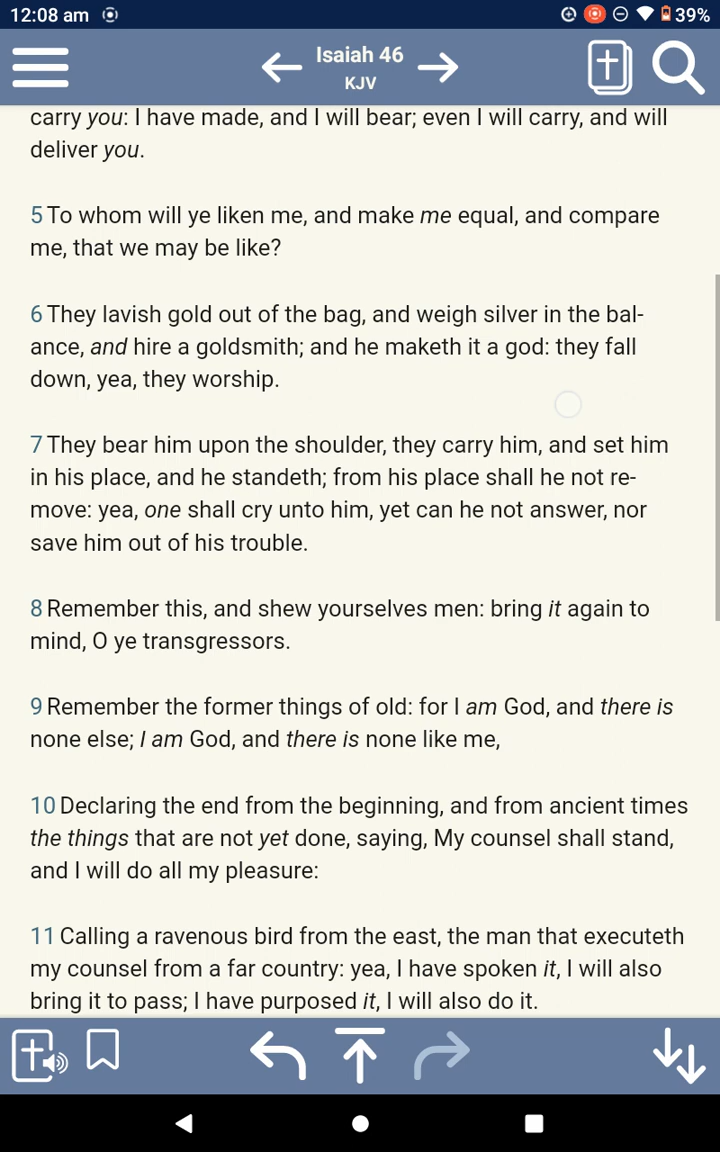 12:08 am
39%
Isaiah 46
KJV
carry you: I have made, and I will bear; even I will carry, and will
deliver you.
5 To whom will ye liken me, and make me equal, and compare
me, that we may be like?
6 They lavish gold out of the bag, and weigh silver in the bal-
ance, and hire a goldsmith; and he maketh it a god: they fall
down, yea, they worship.
7 They bear him upon the shoulder, they carry him, and set him
in his place, and he standeth; from his place shall he not re-
move: yea, one shall cry unto him, yet can he not answer, nor
save him out of his trouble.
8 Remember this, and shew yourselves men: bring it again to
mind, O ye transgressors.
9 Remember the former things of old: for I am God, and there is
none else; I am God, and there is none like me,
10 Declaring the end from the beginning, and from ancient times
the things that are not yet done, saying, My counsel shall stand,
and I will do all my pleasure:
11 Calling a ravenous bird from the east, the man that executeth
my counsel from a far country: yea, I have spoken it, I will also
bring it to pass; I have purposed it, I will also do it.